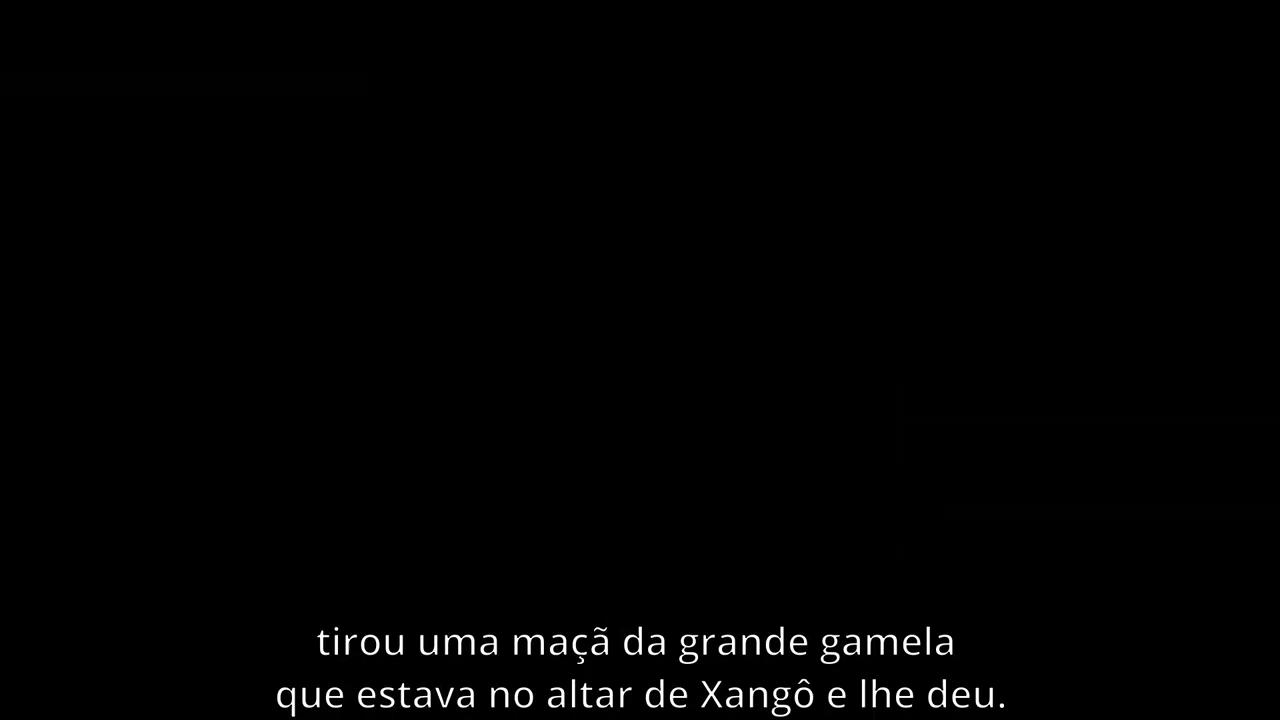 tirou uma maçã da grande gamela
que estava no altar de Xangô e lhe deu.